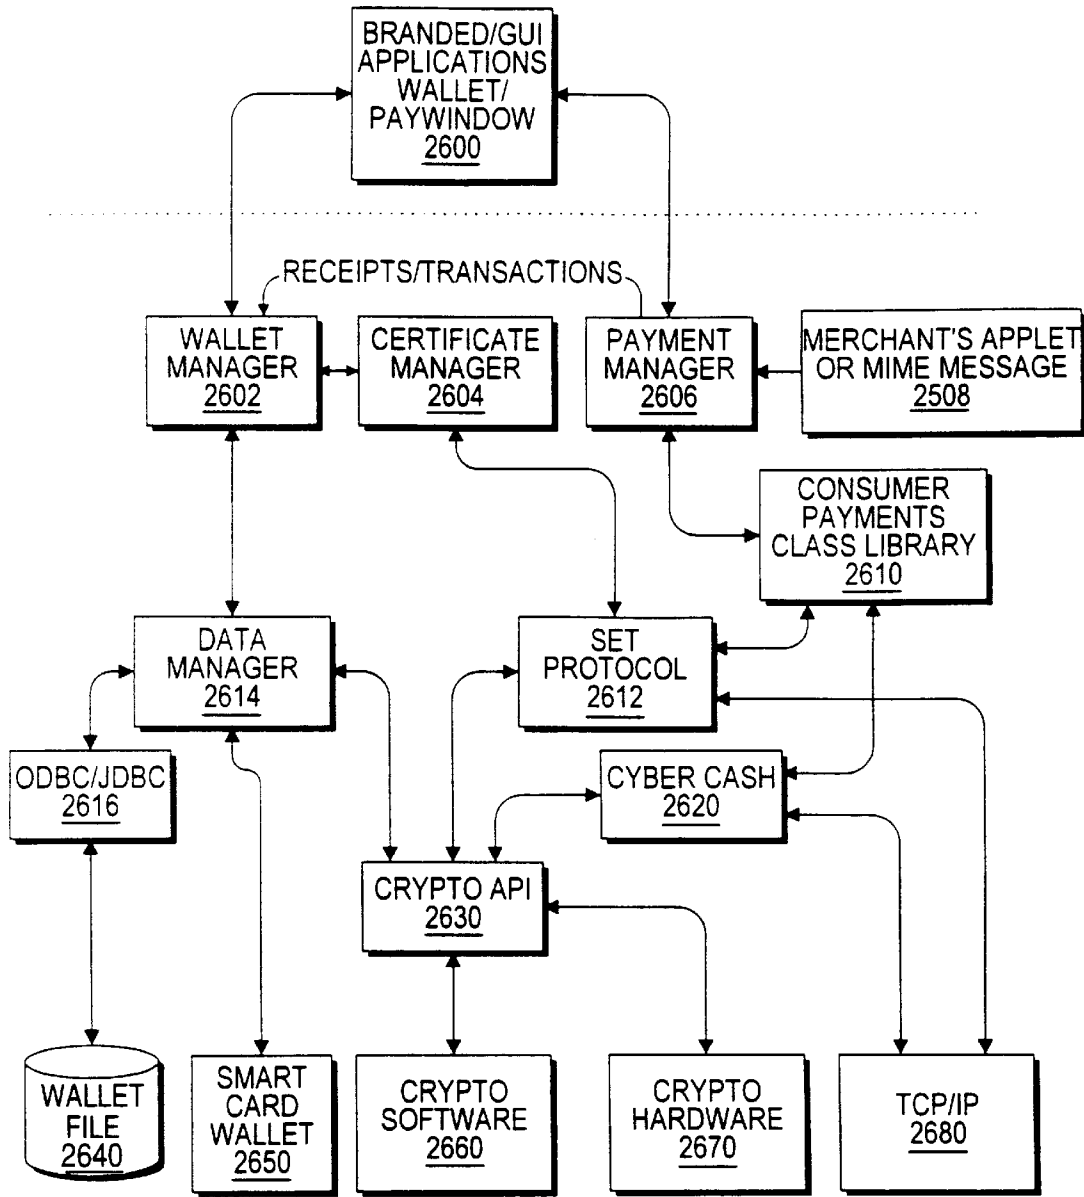 BRANDED/GUI
APPLICATIONS
WALLET/
PAYWINDOW
2600
RECEIPTS/TRANSACTIONS
WALLET
MANAGER
2602
CERTIFICATE
MANAGER
2604
PAYMENT
MANAGER
2606
MERCHANT'S APPLET
OR MIME MESSAGE
2508
CONSUMER
PAYMENTS
CLASS LIBRARY
2610
DATA
MANAGER
2614
SET
PROTOCOL
2612
ODBC/JDBC
2616
CYBER CASH
2620
CRYPTO API
2630
WALLET
FILE
2640
SMART
CARD
WALLET
2650
CRYPTO
SOFTWARE
2660
CRYPTO
HARDWARE
2670
TCP/IP
2680